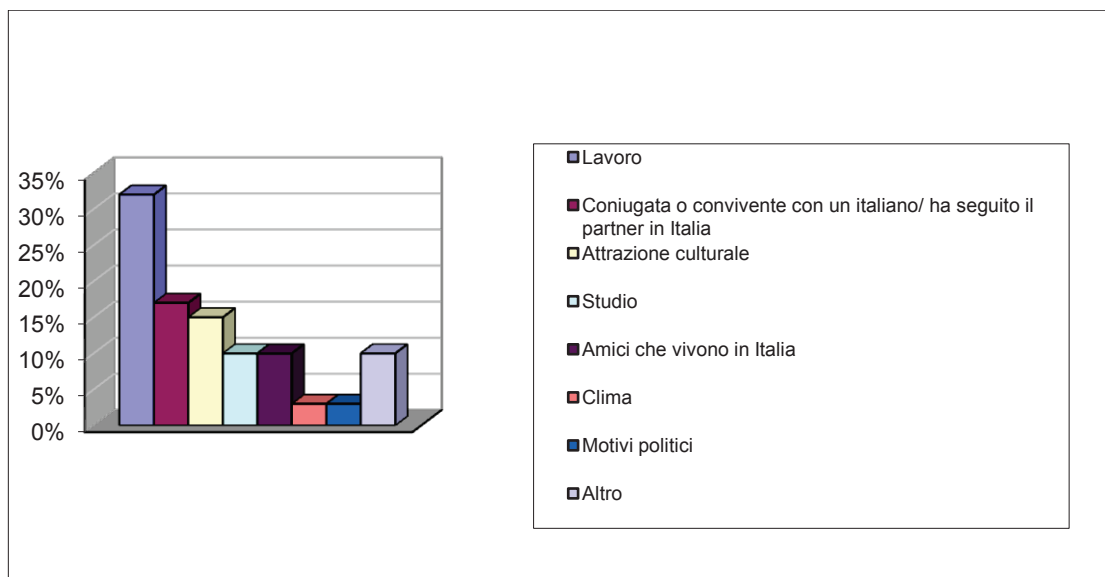 35%
30%
25%
20%
15%
10%
5%
0%
Lavoro
Coniugata o convivente con un italiano/ ha seguito il
partner in Italia
Attrazione culturale
Studio
Amici che vivono in Italia
Clima
Motivi politici
Altro